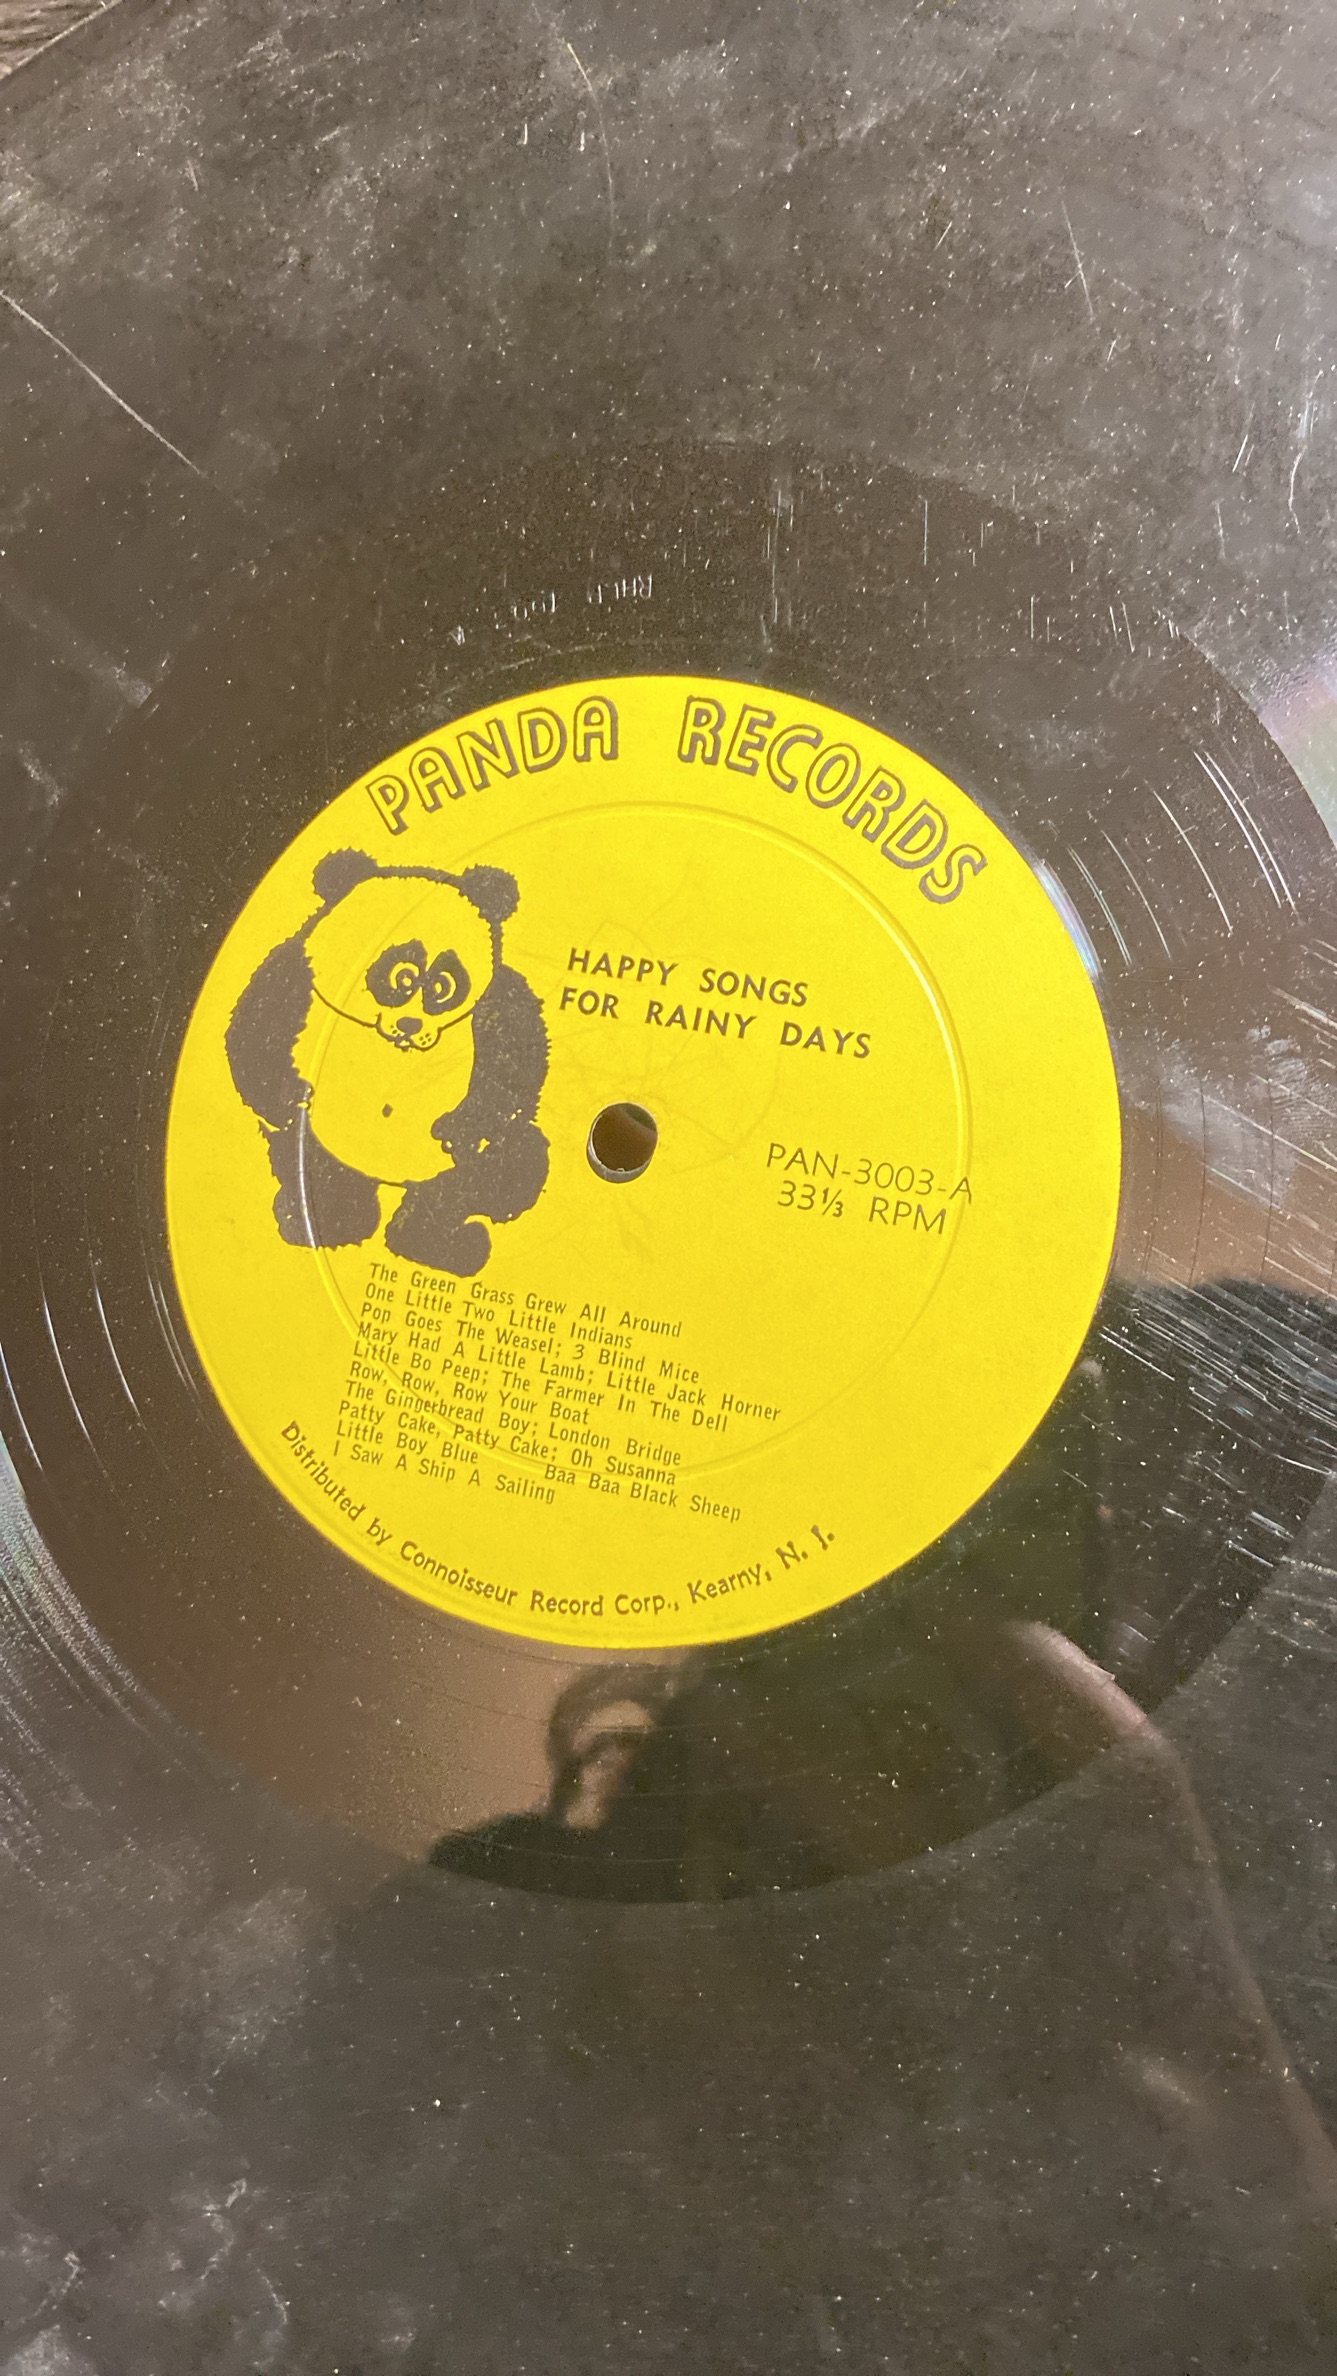 PANDA RECORDS
HAPPY SONGS
FOR RAINY DAYS
PAN-3003-A
33⅓ RPM
The Green Grass Grew All Around
One Little Two Little Indians
Pop Goes The Weasel; 3 Blind Mice
Mary Had A Little Lamb; Little Jack Horner
Little Bo Peep; The Farmer In The Dell
Row, Row, Row Your Boat
The Gingerbread Boy; London Bridge
Patty Cake, Patty Cake; Oh Susanna
Little Boy Blue Baa Baa Black Sheep
I Saw A Ship A Sailing
Distributed by Connoisseur Record Corp., Kearny, N. J.